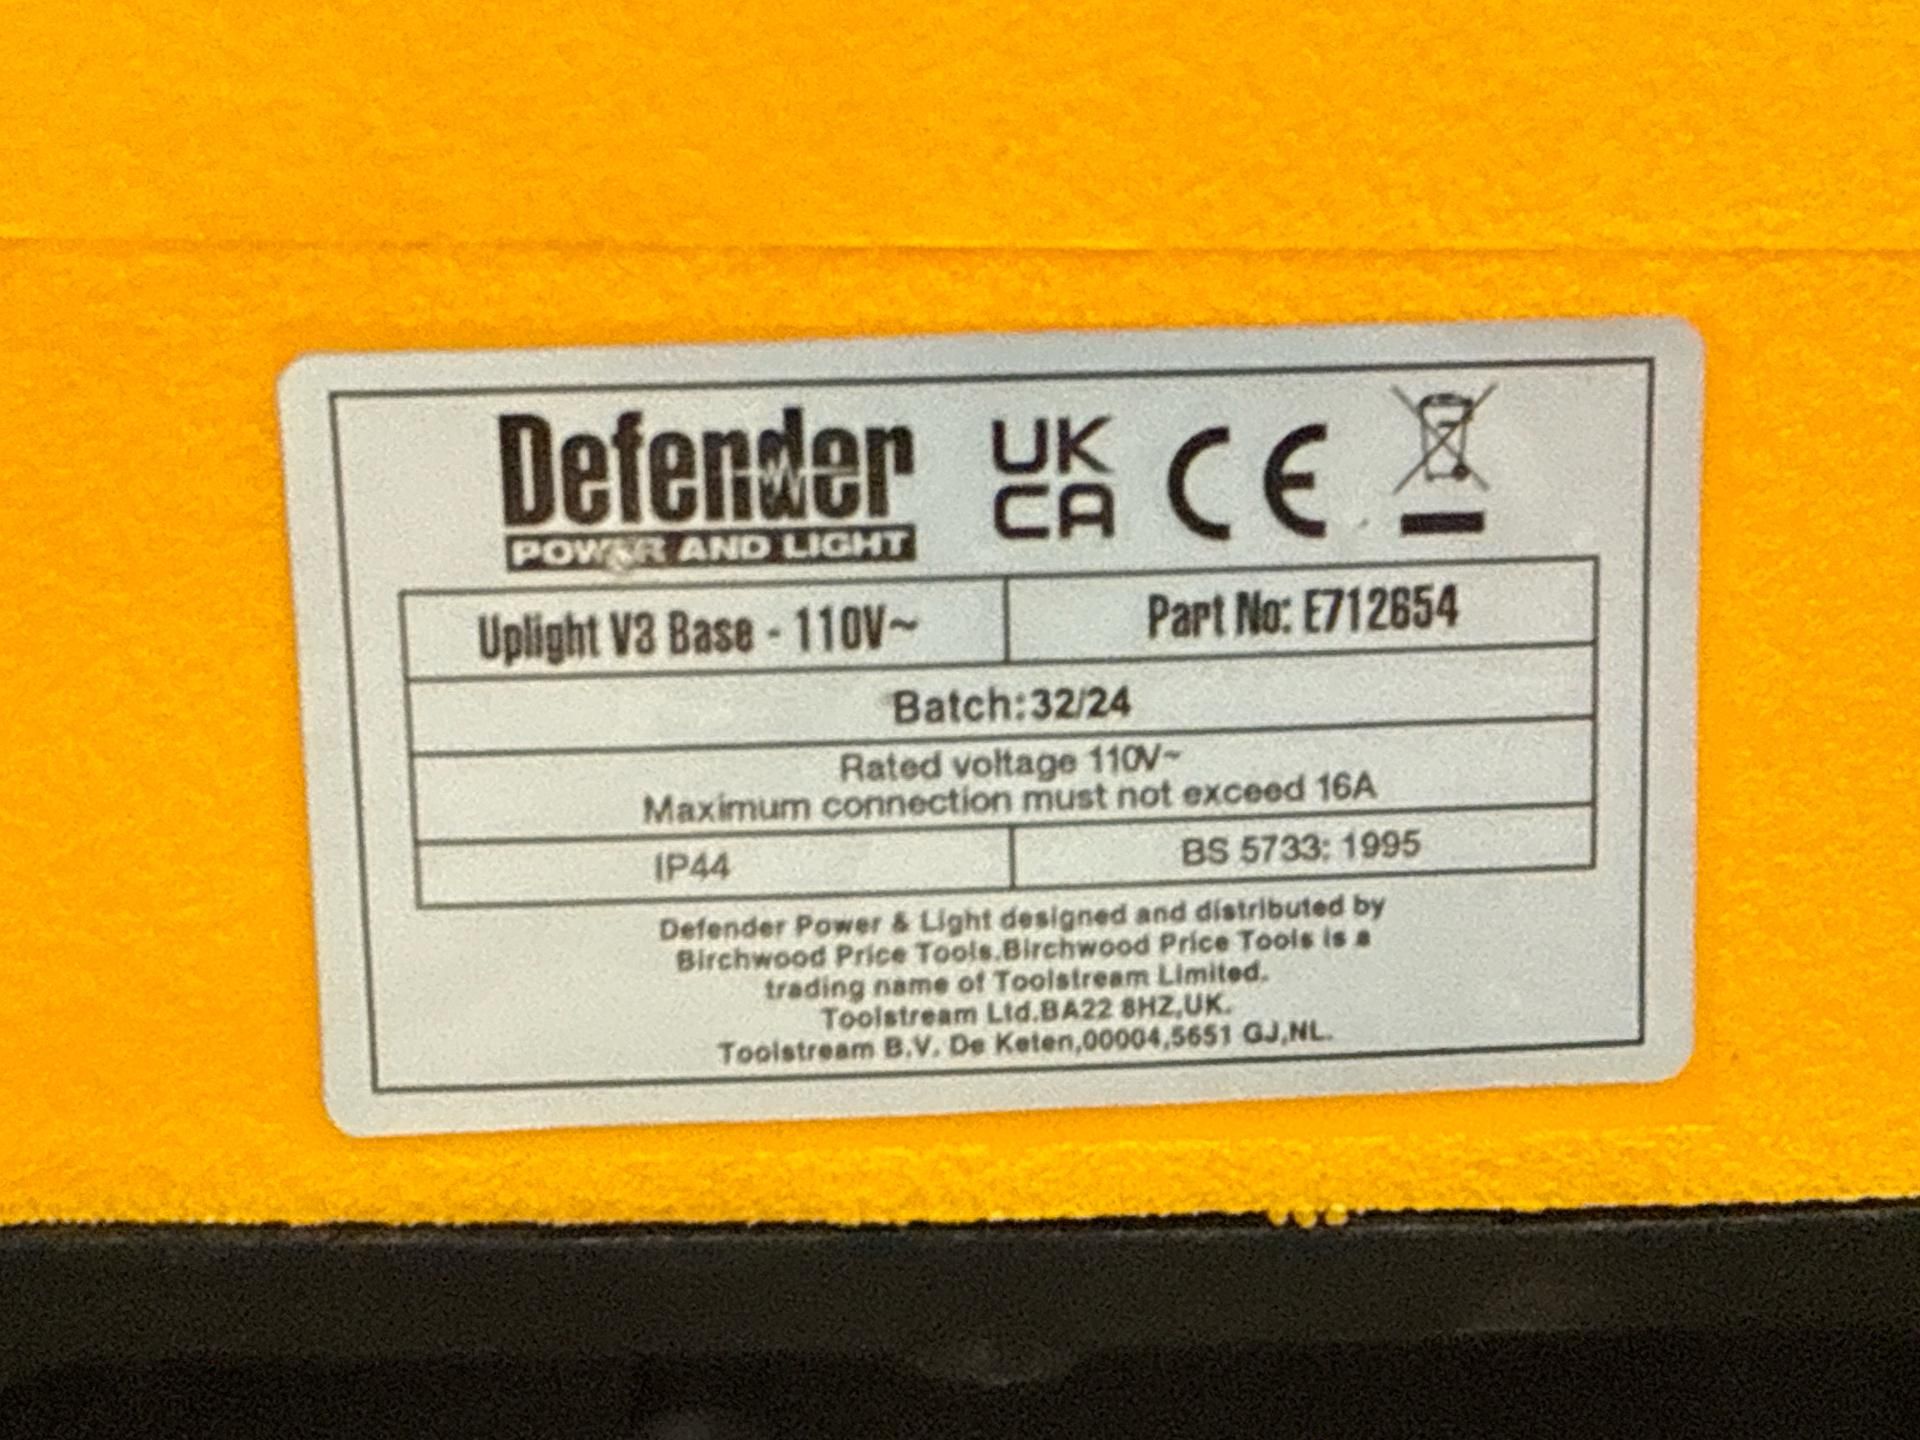 Defender
POWER AND LIGHT
UK
CA
CE
Uplight V3 Base - 110V~
Part No: E712654
Batch:32/24
Rated voltage 110V~
Maximum connection must not exceed 16A
IP44
BS 5733: 1995
Defender Power & Light designed and distributed by
Birchwood Price Tools.Birchwood Price Tools is a
trading name of Toolstream Limited.
Toolstream Ltd.BA22 8HZ,UK.
Toolstream B.V. De Keten,00004,5651 GJ,NL.